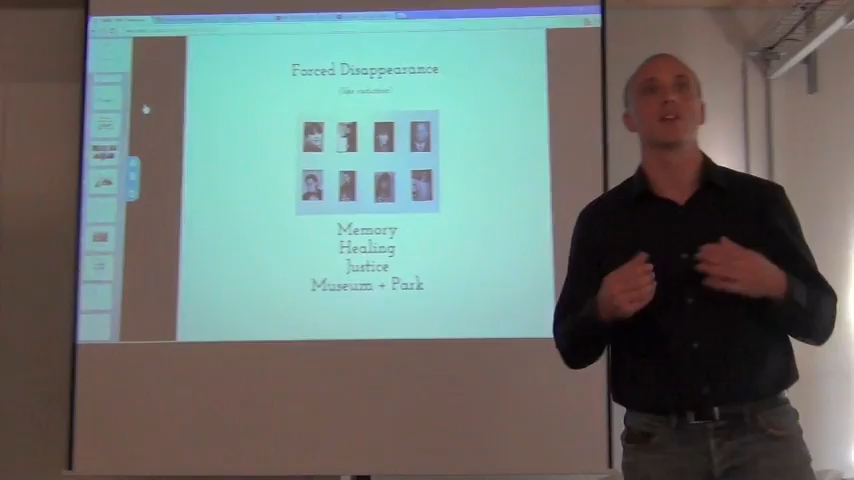 Forced Disappearance
Memory
Healing
Justice
Museum + Park